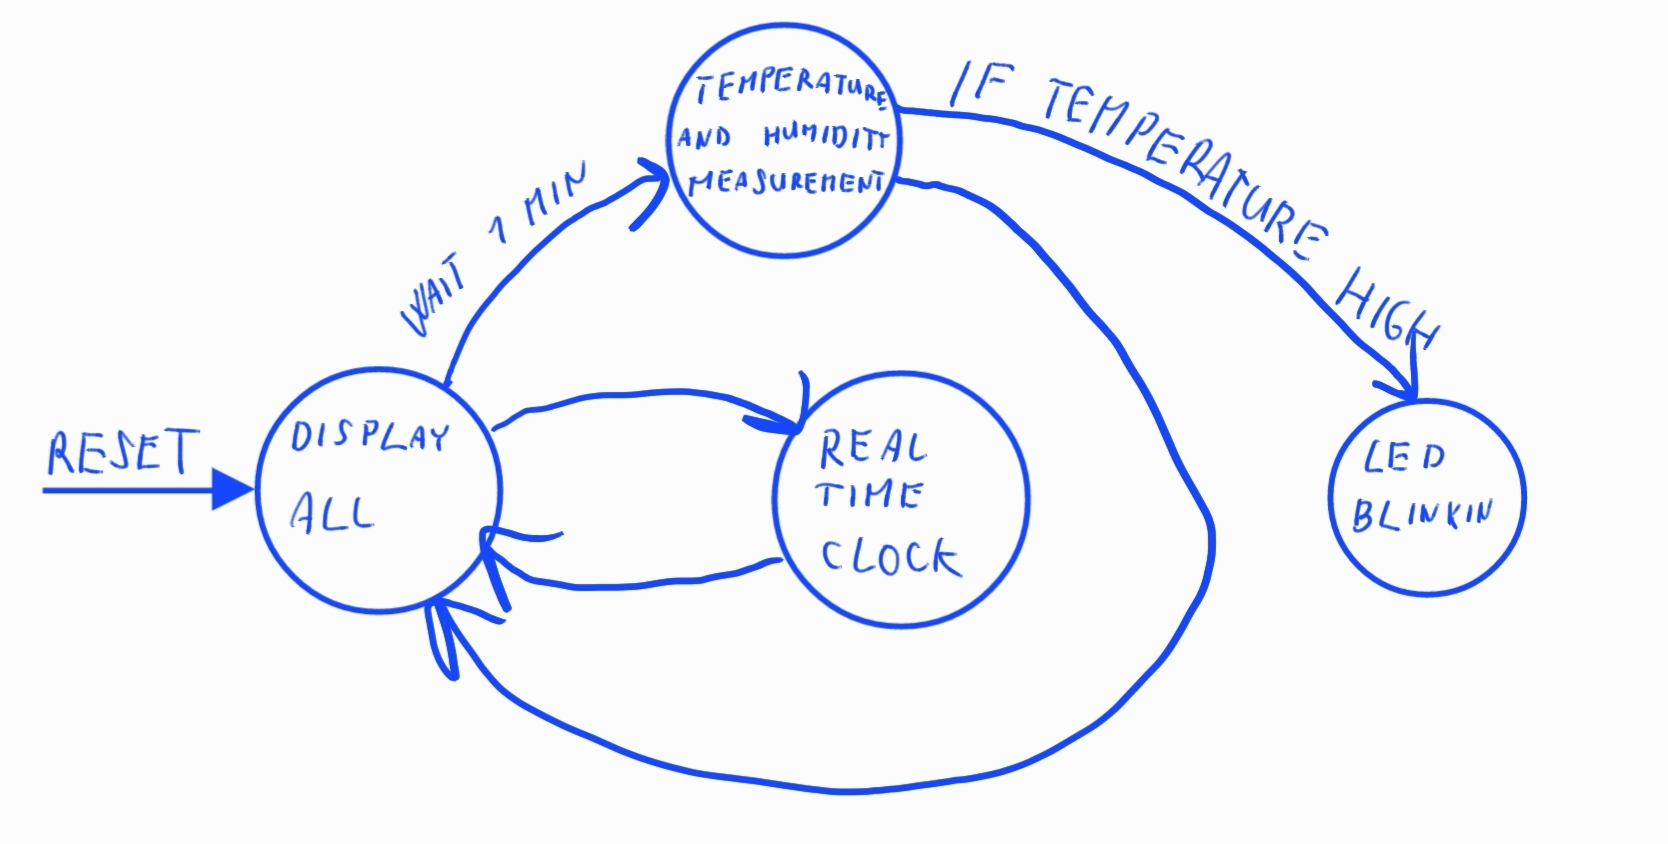 TEMPERATURE
AND HUMIDITY
MEASUREMENT
IF TEMPERATURE HIGH
WAIT 1 MIN
RESET
DISPLAY
ALL
REAL
TIME
CLOCK
LED
BLINKIN